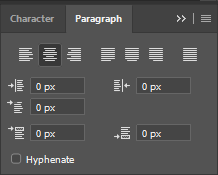 Character Paragraph
0 px 0 px
0 px
0 px 0 px
Hyphenate